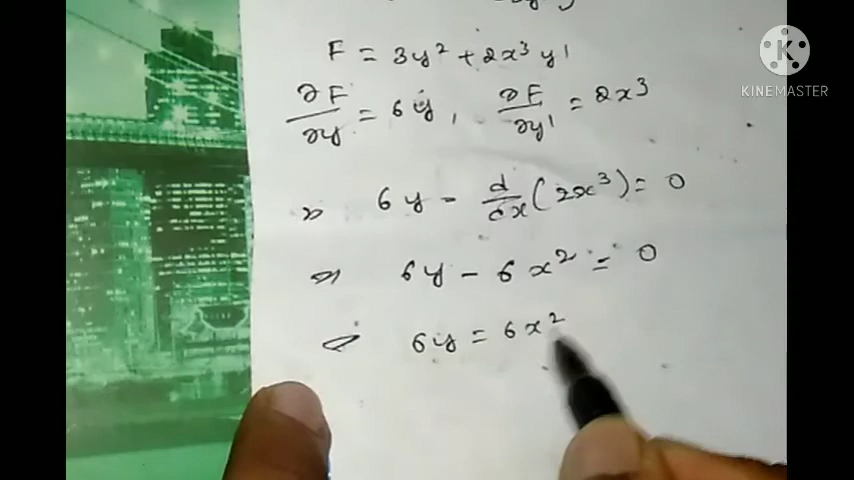 F = 3y² + 2x³ y'
∂F/∂y = 6y, ∂F/∂y' = 2x³
⇒ 6y - d/dx (2x³) = 0
⇒ 6y - 6x² = 0
⇒ 6y = 6x²
K
KINEMASTER